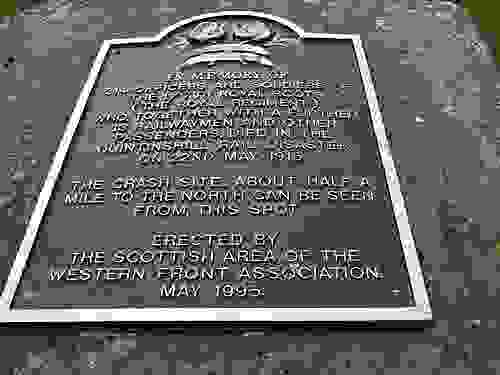 IN MEMORY OF
OFFICERS AND SOLDIERS
ROYAL SCOTS
(THE ROYAL REGIMENT)
AND TOGETHER WITH A FURTHER
RAILWAYMEN AND OTHER
PASSENGERS DIED IN THE
QUINTINSHILL RAIL DISASTER
ON 22ND MAY 1915
THE CRASH SITE, ABOUT HALF A
MILE TO THE NORTH CAN BE SEEN
FROM THIS SPOT
ERECTED BY
THE SCOTTISH AREA OF THE
WESTERN FRONT ASSOCIATION.
MAY 1995.